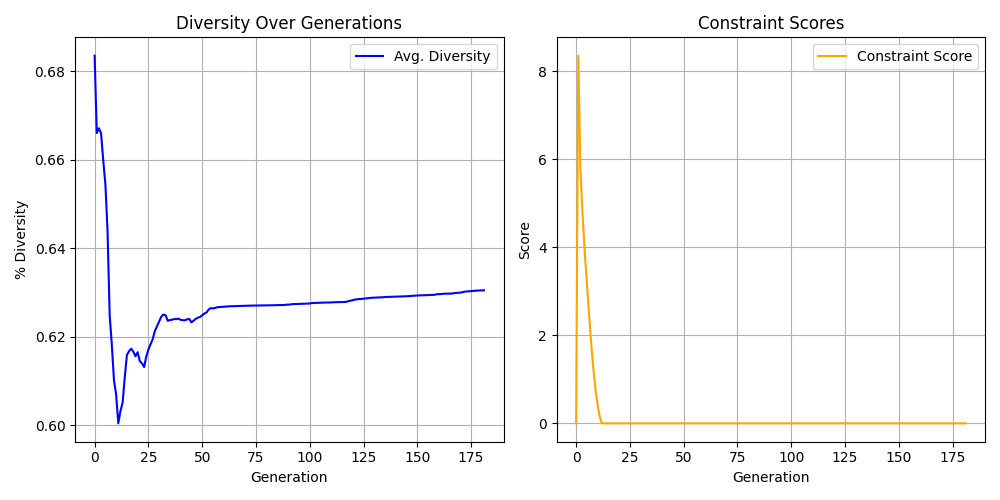 Diversity Over Generations
Avg. Diversity
% Diversity
0.68
0.66
0.64
0.62
0.60
0 25 50 75 100 125 150 175
Generation
Constraint Scores
Constraint Score
Score
8
6
4
2
0
0 25 50 75 100 125 150 175
Generation